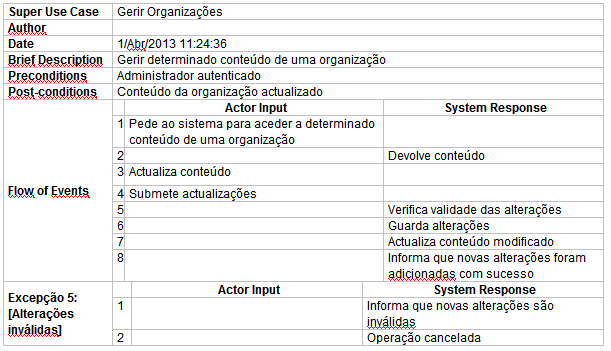 Super Use Case Gerir Organizações
Author
Date 1/Abr/2013 11:24:36
Brief Description Gerir determinado conteúdo de uma organização
Preconditions Administrador autenticado
Post-conditions Conteúdo da organização actualizado
Flow of Events
Actor Input System Response
1 Pede ao sistema para aceder a determinado
conteúdo de uma organização
2 Devolve conteúdo
3 Actualiza conteúdo
4 Submete actualizações
5 Verifica validade das alterações
6 Guarda alterações
7 Actualiza conteúdo modificado
8 Informa que novas alterações foram
adicionadas com sucesso
Excepção 5:
[Alterações
inválidas]
Actor Input System Response
1 Informa que novas alterações são
inválidas
2 Operação cancelada